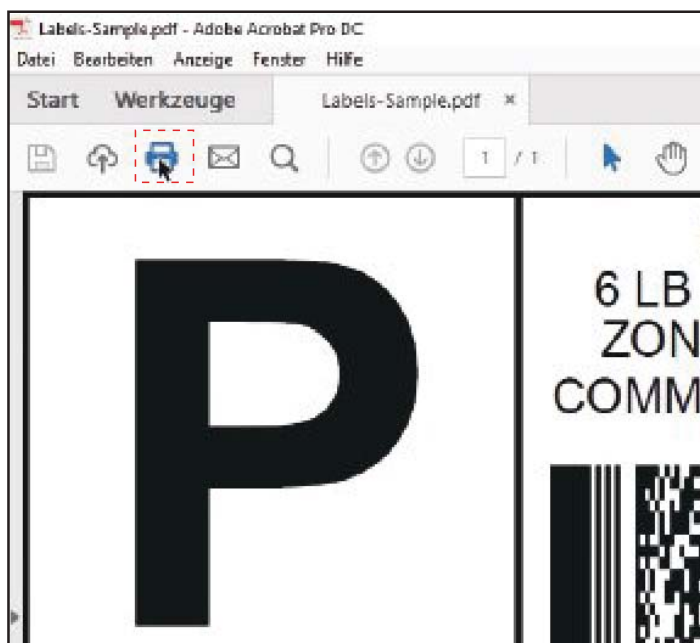 Labels-Sample.pdf - Adobe Acrobat Pro DC
Datei Bearbeiten Anzeige Fenster Hilfe
Start Werkzeuge Labels-Sample.pdf ×
1 / 1
P
6 LB
ZON
COMM